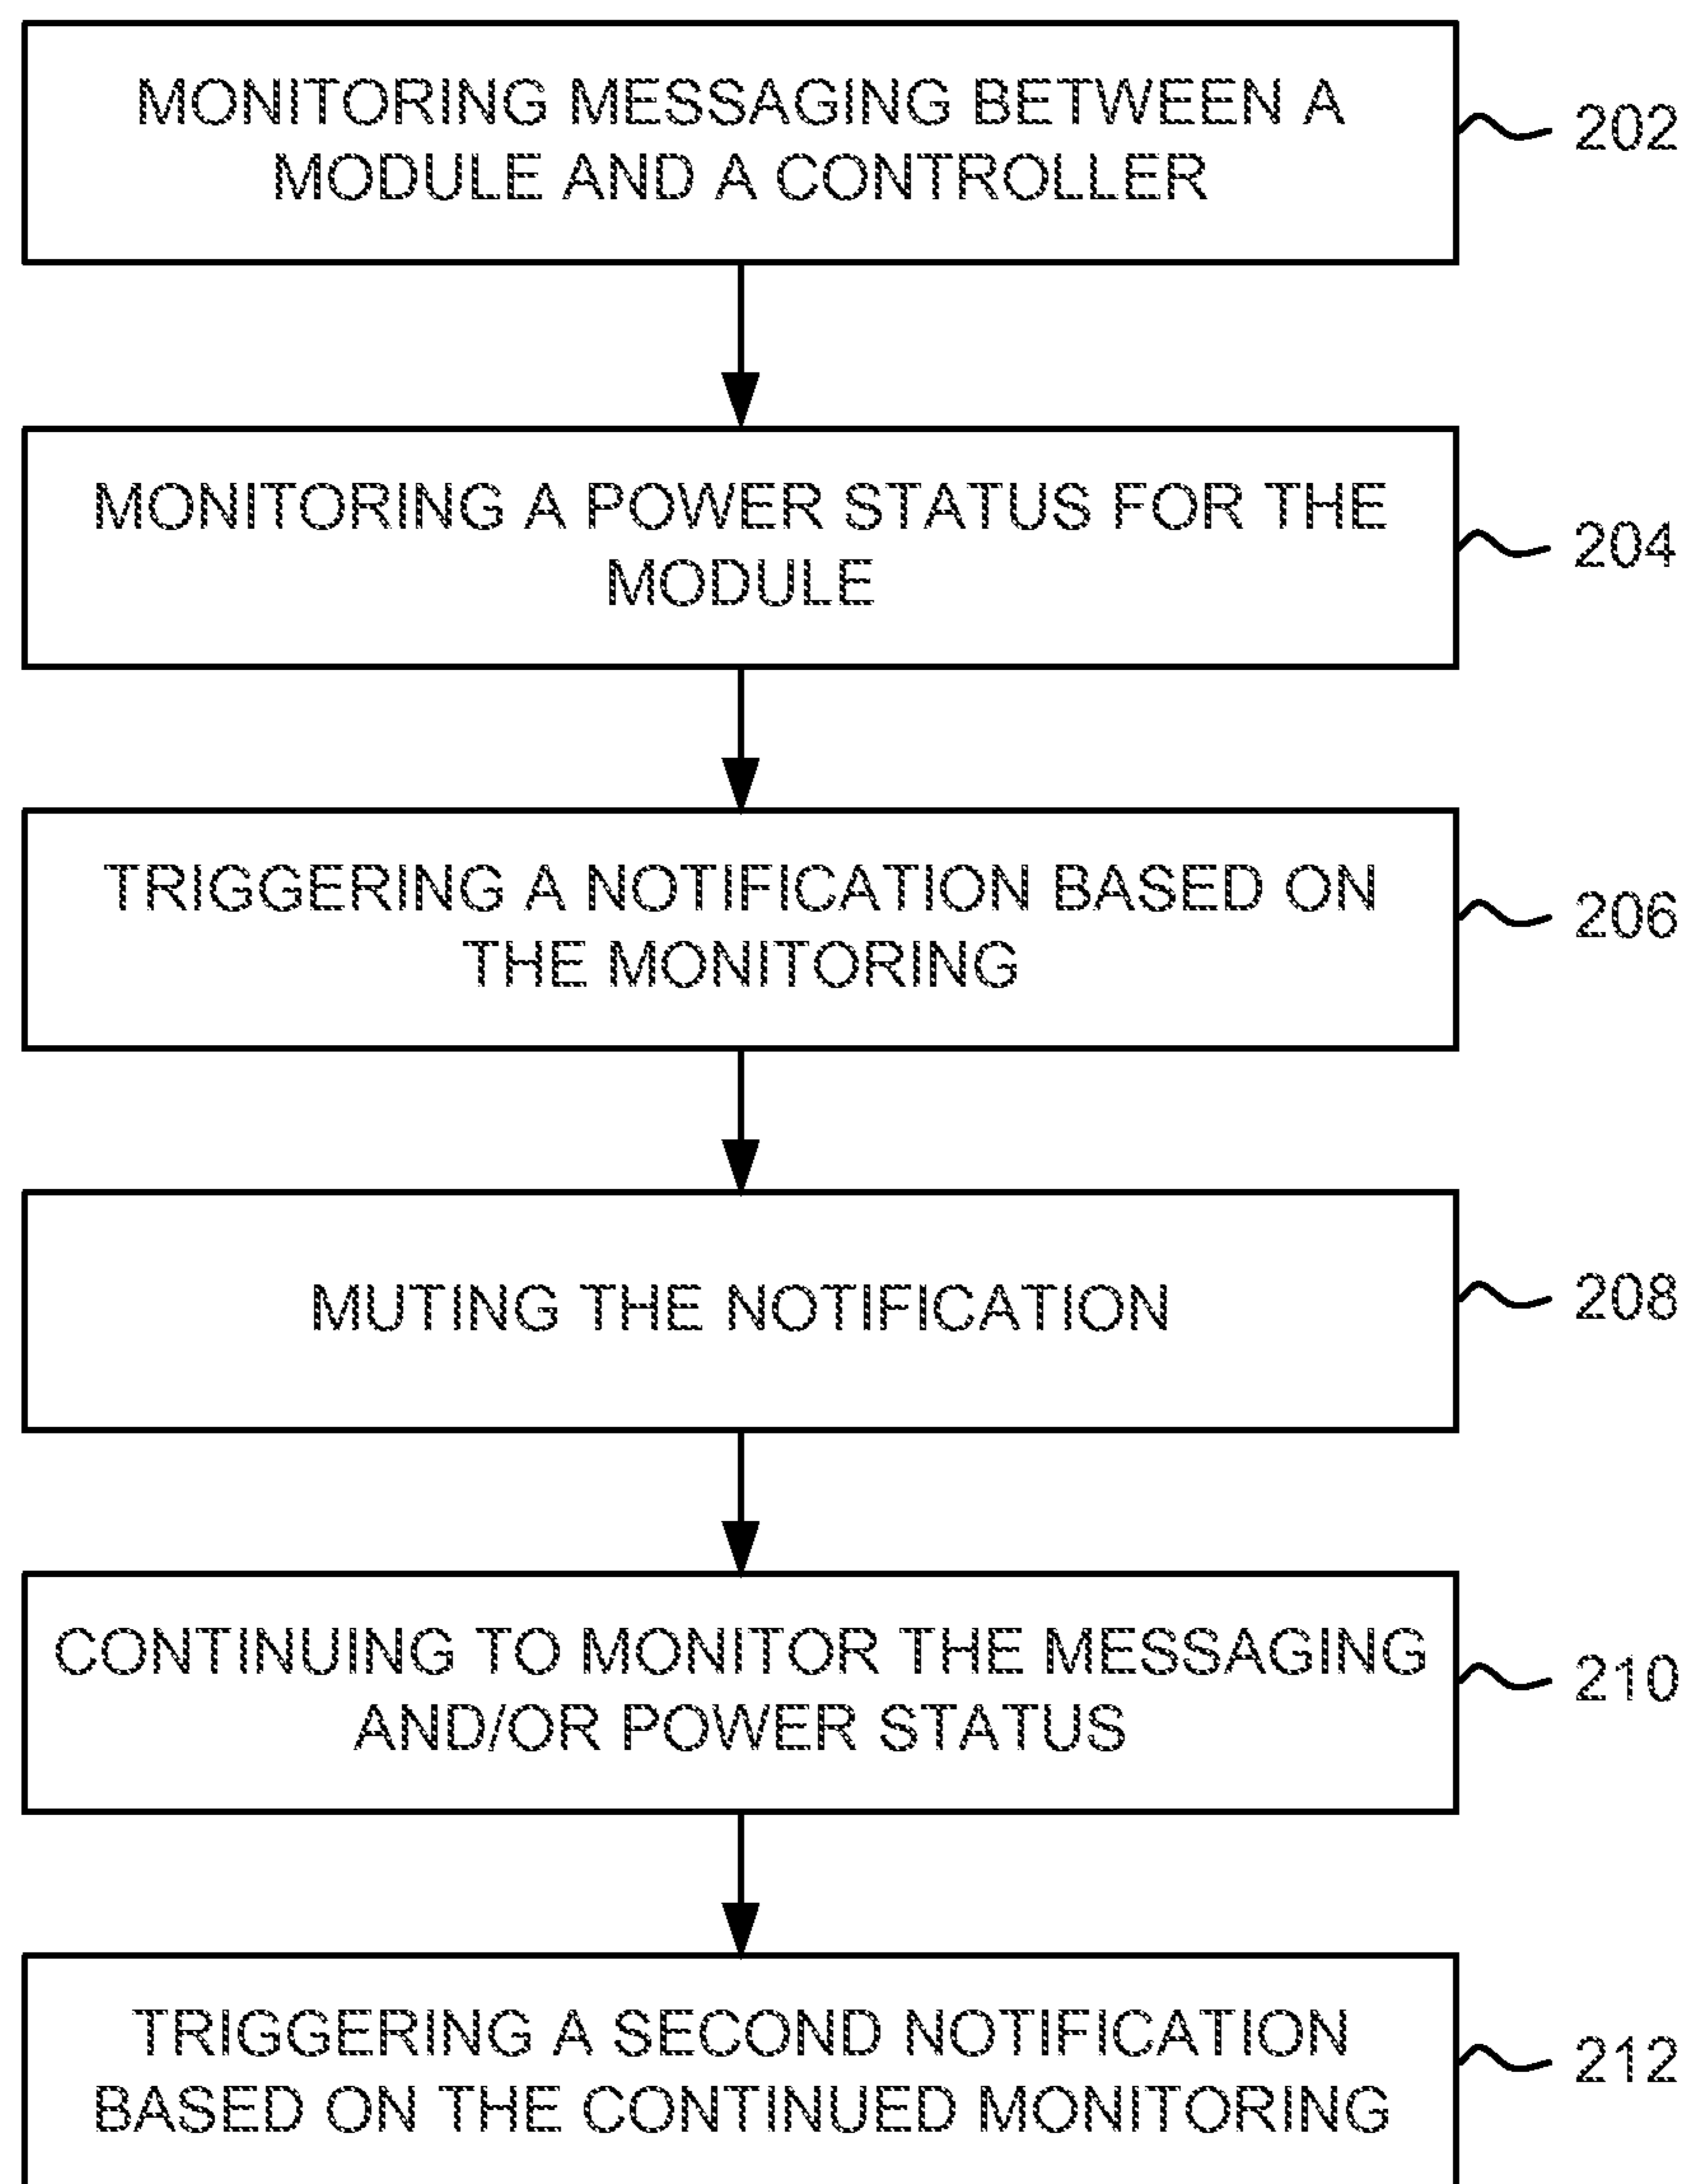 MONITORING MESSAGING BETWEEN A
MODULE AND A CONTROLLER
202
MONITORING A POWER STATUS FOR THE
MODULE
204
TRIGGERING A NOTIFICATION BASED ON
THE MONITORING
206
MUTING THE NOTIFICATION
208
CONTINUING TO MONITOR THE MESSAGING
AND/OR POWER STATUS
210
TRIGGERING A SECOND NOTIFICATION
BASED ON THE CONTINUED MONITORING
212